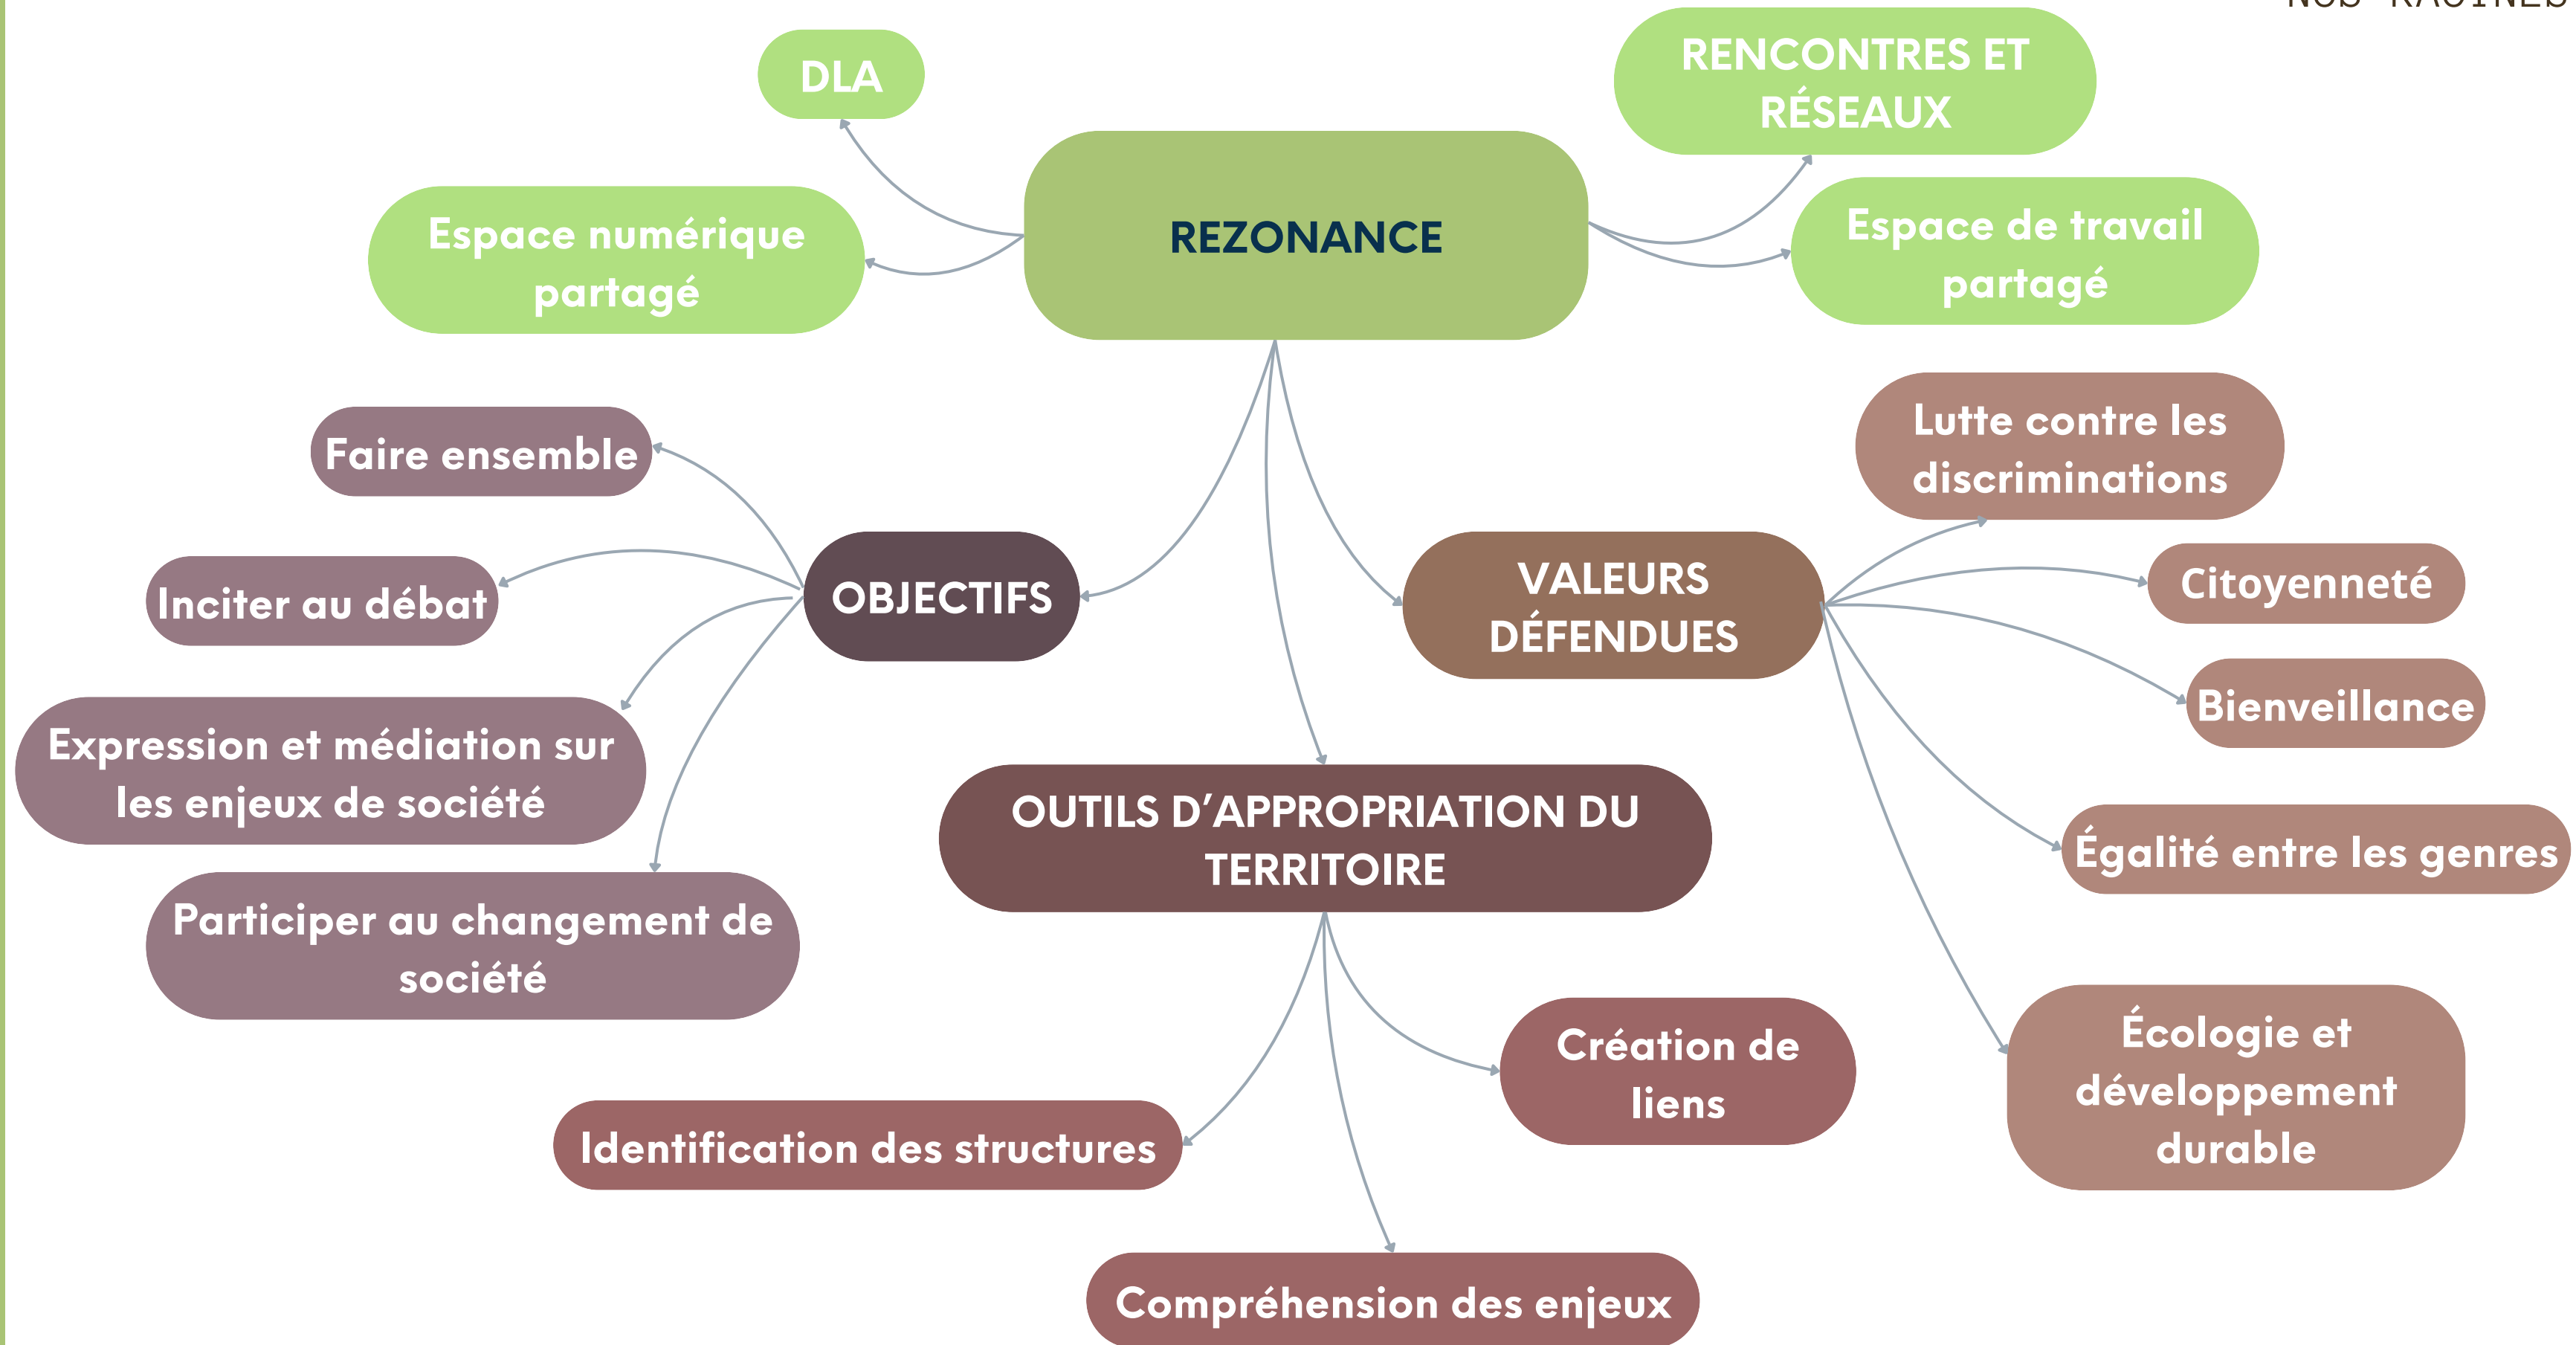 NOS RACINES
DLA
RENCONTRES ET
RÉSEAUX
REZONANCE
Espace numérique
partagé
Espace de travail
partagé
Faire ensemble
Inciter au débat
Expression et médiation sur
les enjeux de société
Participer au changement de
société
OBJECTIFS
VALEURS
DÉFENDUES
Lutte contre les
discriminations
Citoyenneté
Bienveillance
Égalité entre les genres
Écologie et
développement
durable
OUTILS D’APPROPRIATION DU
TERRITOIRE
Création de
liens
Identification des structures
Compréhension des enjeux